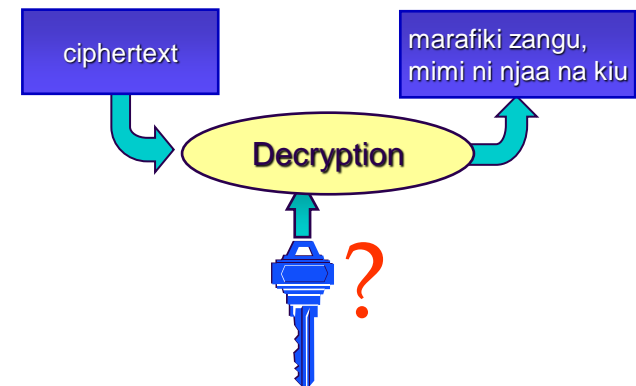 ciphertext
marafiki zangu,
mimi ni njaa na kiu
Decryption
?